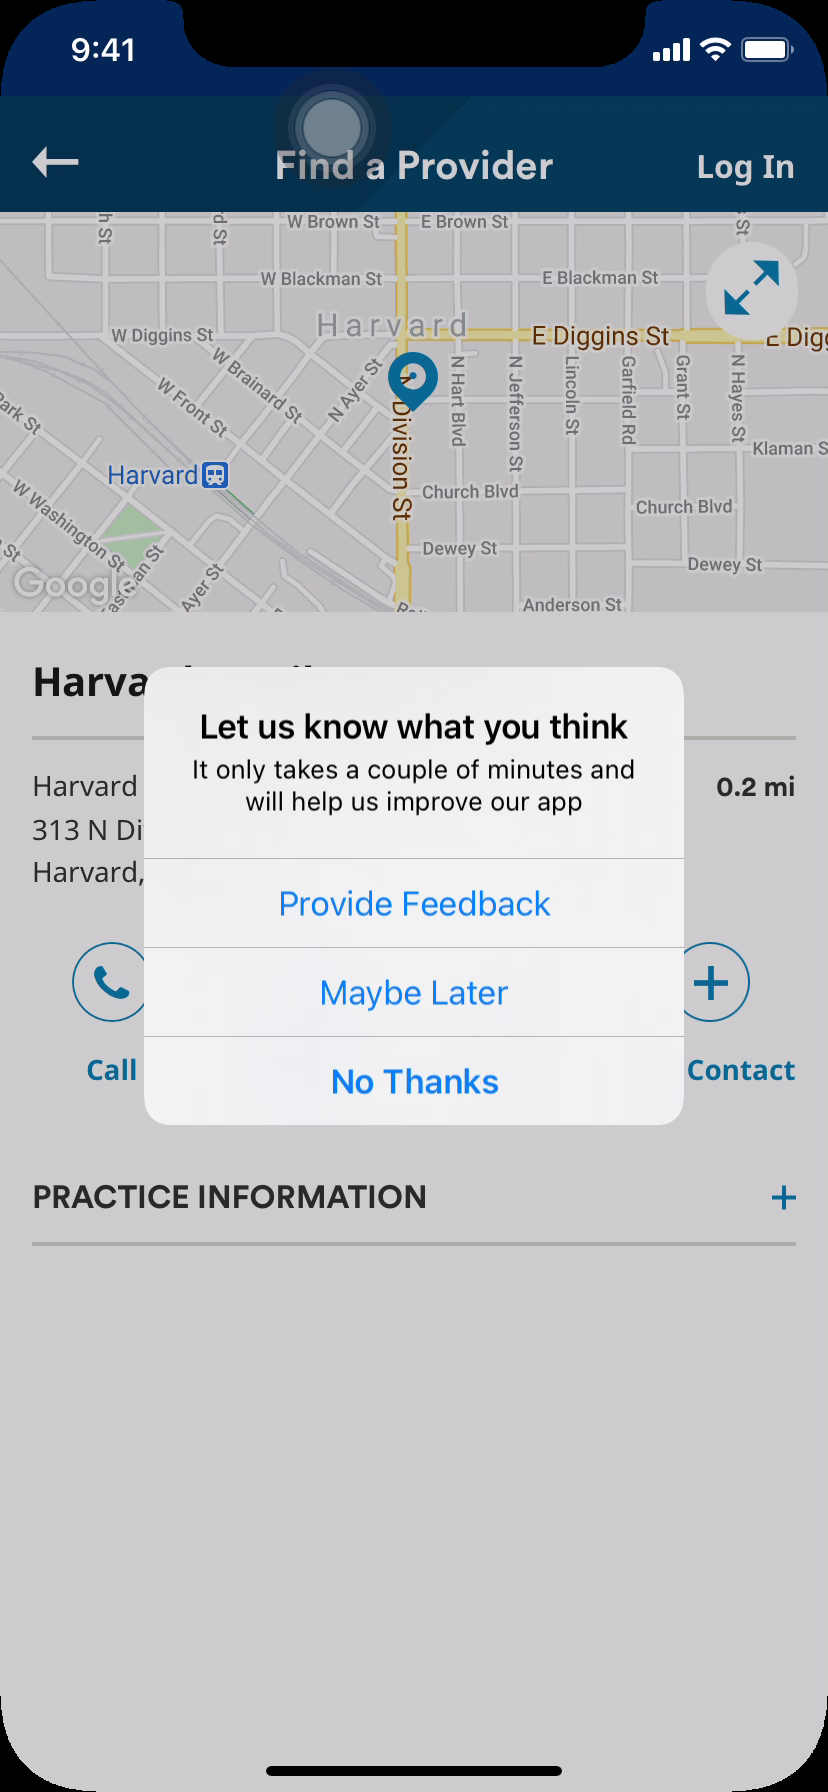 9:41
Find a Provider
Log In
W Brown St
E Brown St
W Blackman St
E Blackman St
Harvard
W Diggins St
E Diggins St
W Brainard St
W Front St
N Ayer St
N Hart Blvd
N Jefferson St
Lincoln St
Garfield Rd
Grant St
N Hayes St
Division St
Park St
Klaman S
Harvard
Church Blvd
Church Blvd
W Washington St
Dewey St
Dewey St
Ayer St
Google
Anderson St
Harva
Let us know what you think
It only takes a couple of minutes and
will help us improve our app
Harvard
0.2 mi
313 N Di
Harvard,
Provide Feedback
Maybe Later
No Thanks
Call
Contact
PRACTICE INFORMATION